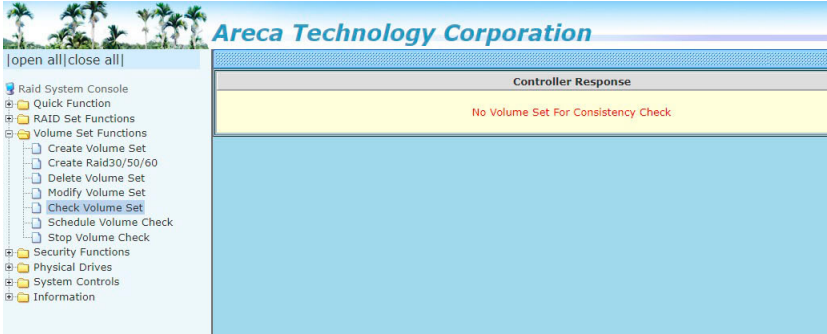 Areca Technology Corporation
|open all|close all|
Raid System Console
Quick Function
RAID Set Functions
Volume Set Functions
Create Volume Set
Create Raid30/50/60
Delete Volume Set
Modify Volume Set
Check Volume Set
Schedule Volume Check
Stop Volume Check
Security Functions
Physical Drives
System Controls
Information
Controller Response
No Volume Set For Consistency Check